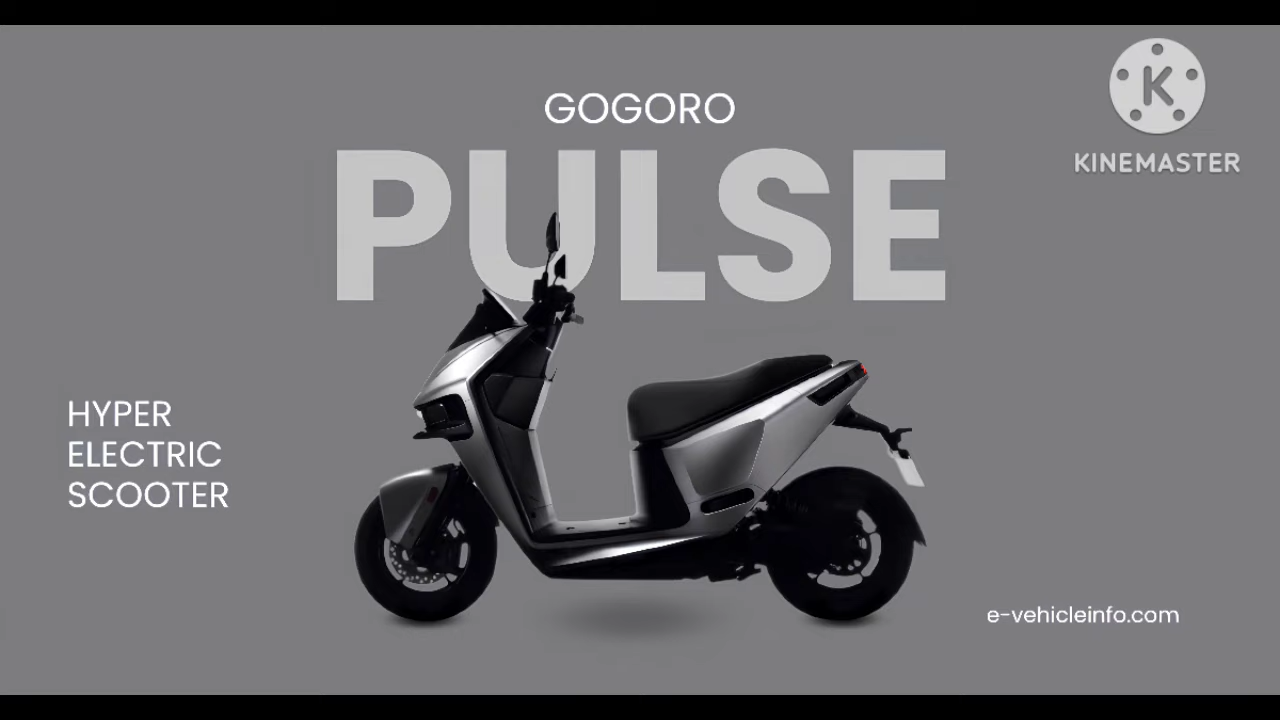 GOGORO
PULSE
K
KINEMASTER
HYPER
ELECTRIC
SCOOTER
e-vehicleinfo.com